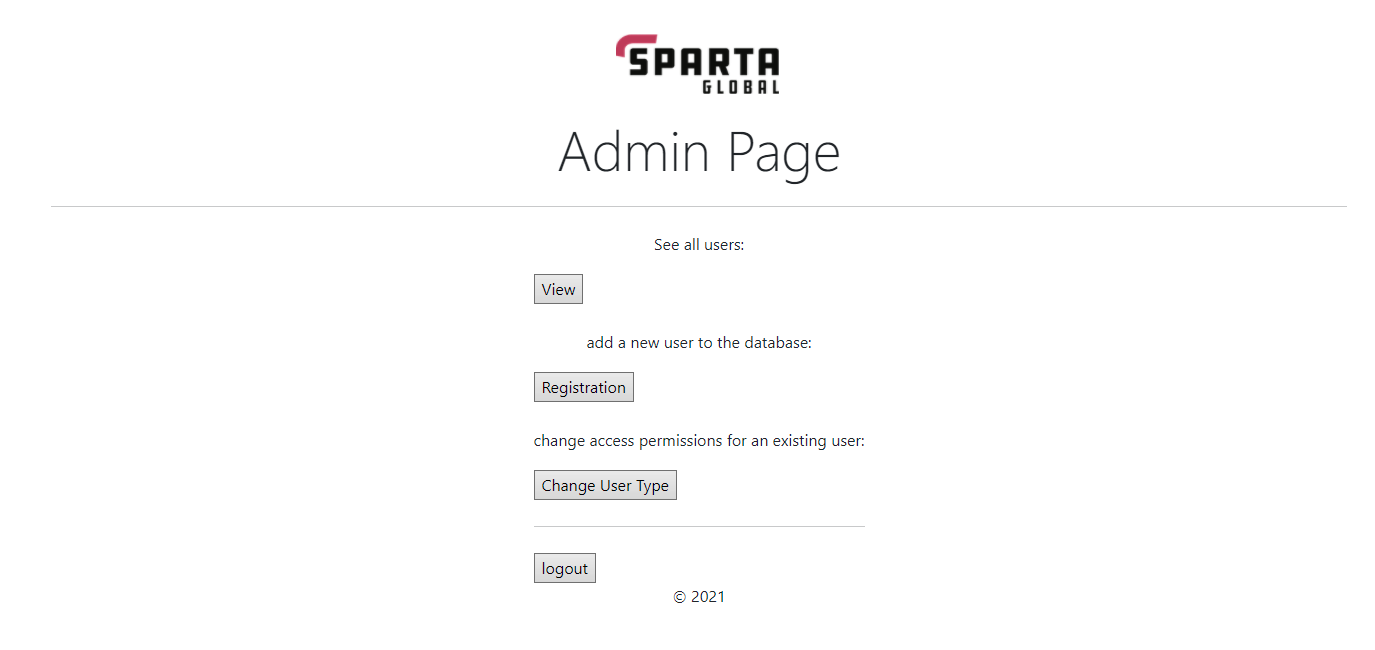 SPARTA
GLOBAL
Admin Page
See all users:
View
add a new user to the database:
Registration
change access permissions for an existing user:
Change User Type
logout
© 2021